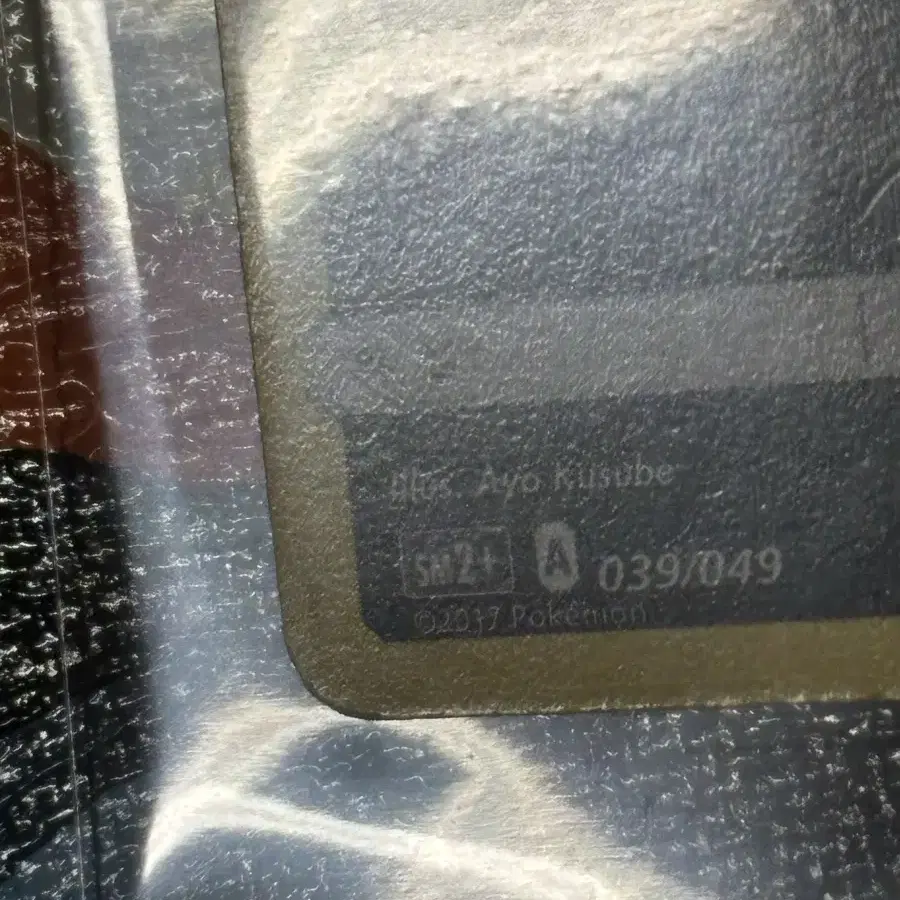 Illus. Ayo Kusube
SM2+ A 039/049
©2017 Pokémon